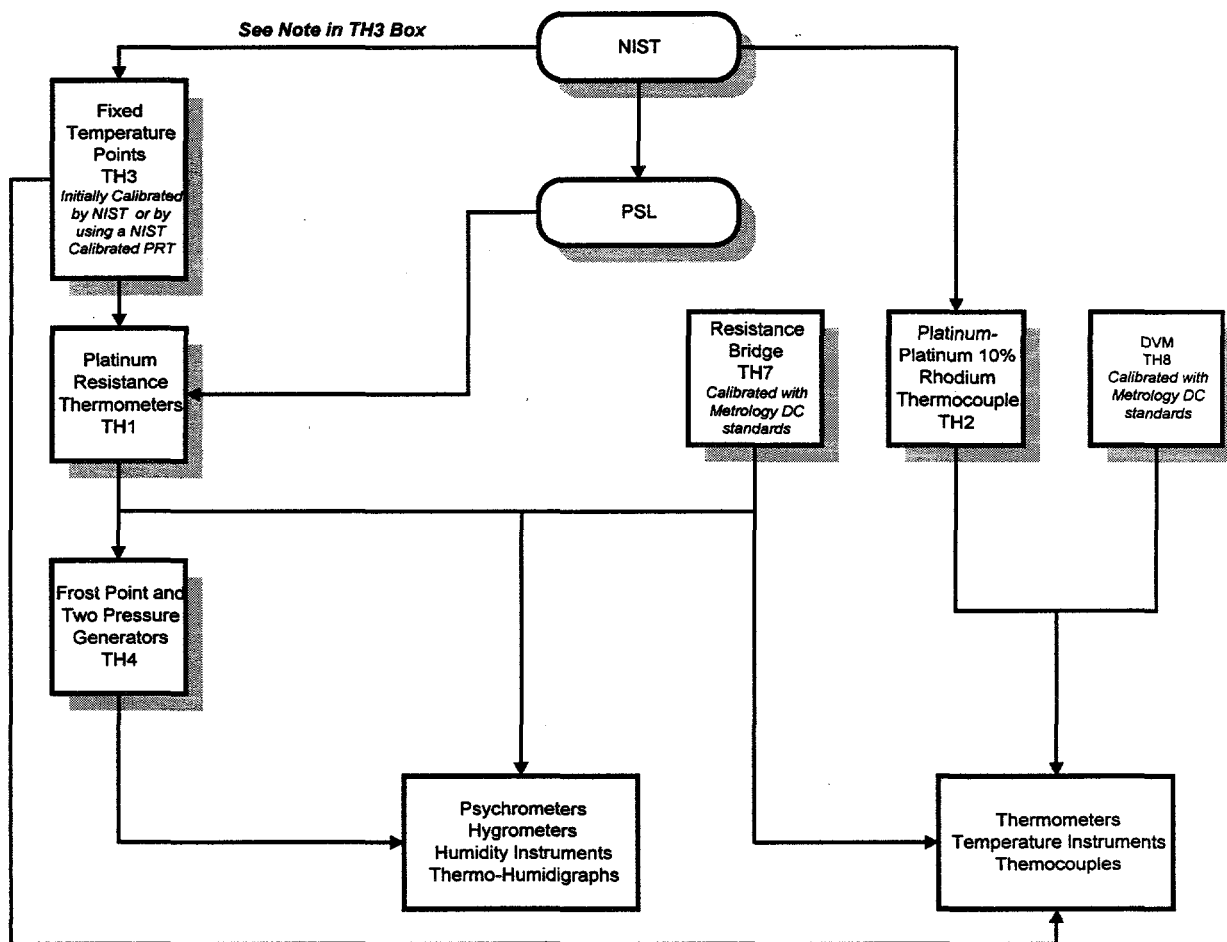 See Note in TH3 Box
NIST
Fixed
Temperature
Points
TH3
Initially Calibrated
by NIST or by
using a NIST
Calibrated PRT
PSL
Platinum
Resistance
Thermometers
TH1
Resistance
Bridge
TH7
Calibrated with
Metrology DC
standards
Platinum-
Platinum 10%
Rhodium
Thermocouple
TH2
DVM
TH8
Calibrated with
Metrology DC
standards
Frost Point and
Two Pressure
Generators
TH4
Psychrometers
Hygrometers
Humidity Instruments
Thermo-Humidigraphs
Thermometers
Temperature Instruments
Themocouples